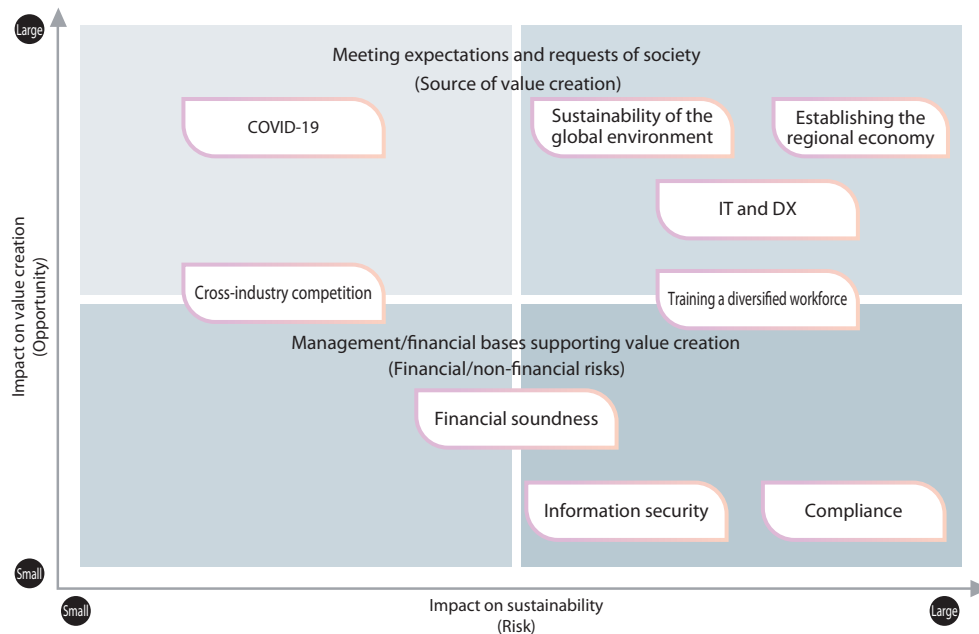 Large
Meeting expectations and requests of society
(Source of value creation)
COVID-19
Sustainability of the
global environment
Establishing the
regional economy
IT and DX
Cross-industry competition
Training a diversified workforce
Impact on value creation
(Opportunity)
Management/financial bases supporting value creation
(Financial/non-financial risks)
Financial soundness
Information security
Compliance
Small
Small
Impact on sustainability
(Risk)
Large